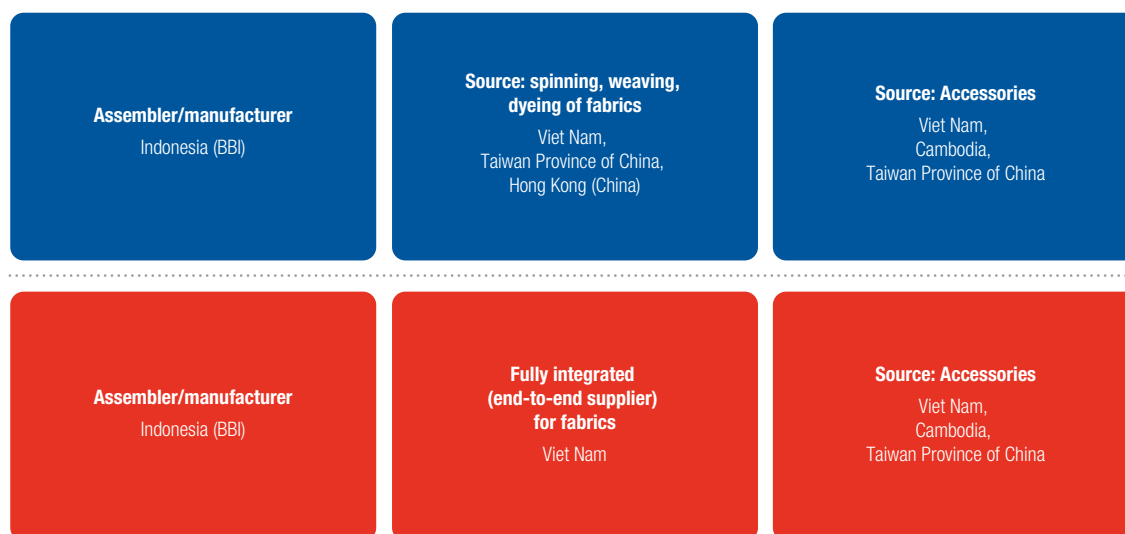 Assembler/manufacturer
Indonesia (BBI)
Source: spinning, weaving,
dyeing of fabrics
Viet Nam,
Taiwan Province of China,
Hong Kong (China)
Source: Accessories
Viet Nam,
Cambodia,
Taiwan Province of China
Assembler/manufacturer
Indonesia (BBI)
Fully integrated
(end-to-end supplier)
for fabrics
Viet Nam
Source: Accessories
Viet Nam,
Cambodia,
Taiwan Province of China